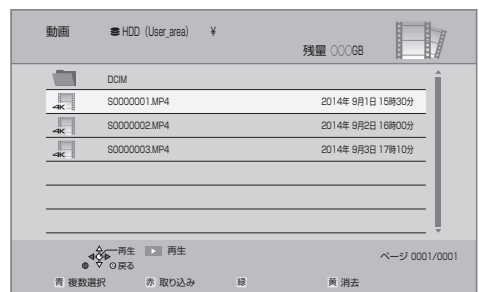 動画 HDD（User_area） ¥
残量 ○○○GB
DCIM
4K S0000001.MP4 2014年 9月1日 15時30分
4K S0000002.MP4 2014年 9月2日 16時00分
4K S0000003.MP4 2014年 9月3日 17時10分
再生 再生
戻る
ページ 0001/0001
青 複数選択 赤 取り込み 緑 黄 消去